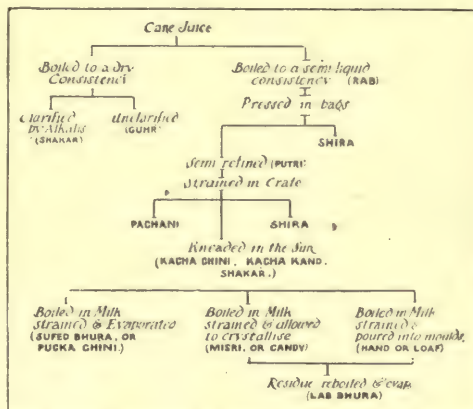 Cane Juice
Boiled to a dry
Consistency
Boiled to a semi liquid
consistency (RAB)
Pressed in bags
Clarified
by Alkalis
(SHAKAR)
Unclarified
(GUHR)
SHIRA
Semi refined (PUTRI)
Strained in Crate
PACHANI
SHIRA
Kneaded in the Sun
(KACHA CHINI, KACHA KAND,
SHAKAR.)
Boiled in Milk
strained & Evaporated
(SUFED BHURA, OR
PUCKA CHINI.)
Boiled in Milk
strained & allowed
to crystallise
(MISRI, OR CANDY)
Boiled in Milk
strained &
poured into moulds
(KAND OR LOAF)
Residue reboiled & evap.
(LAB BHURA)